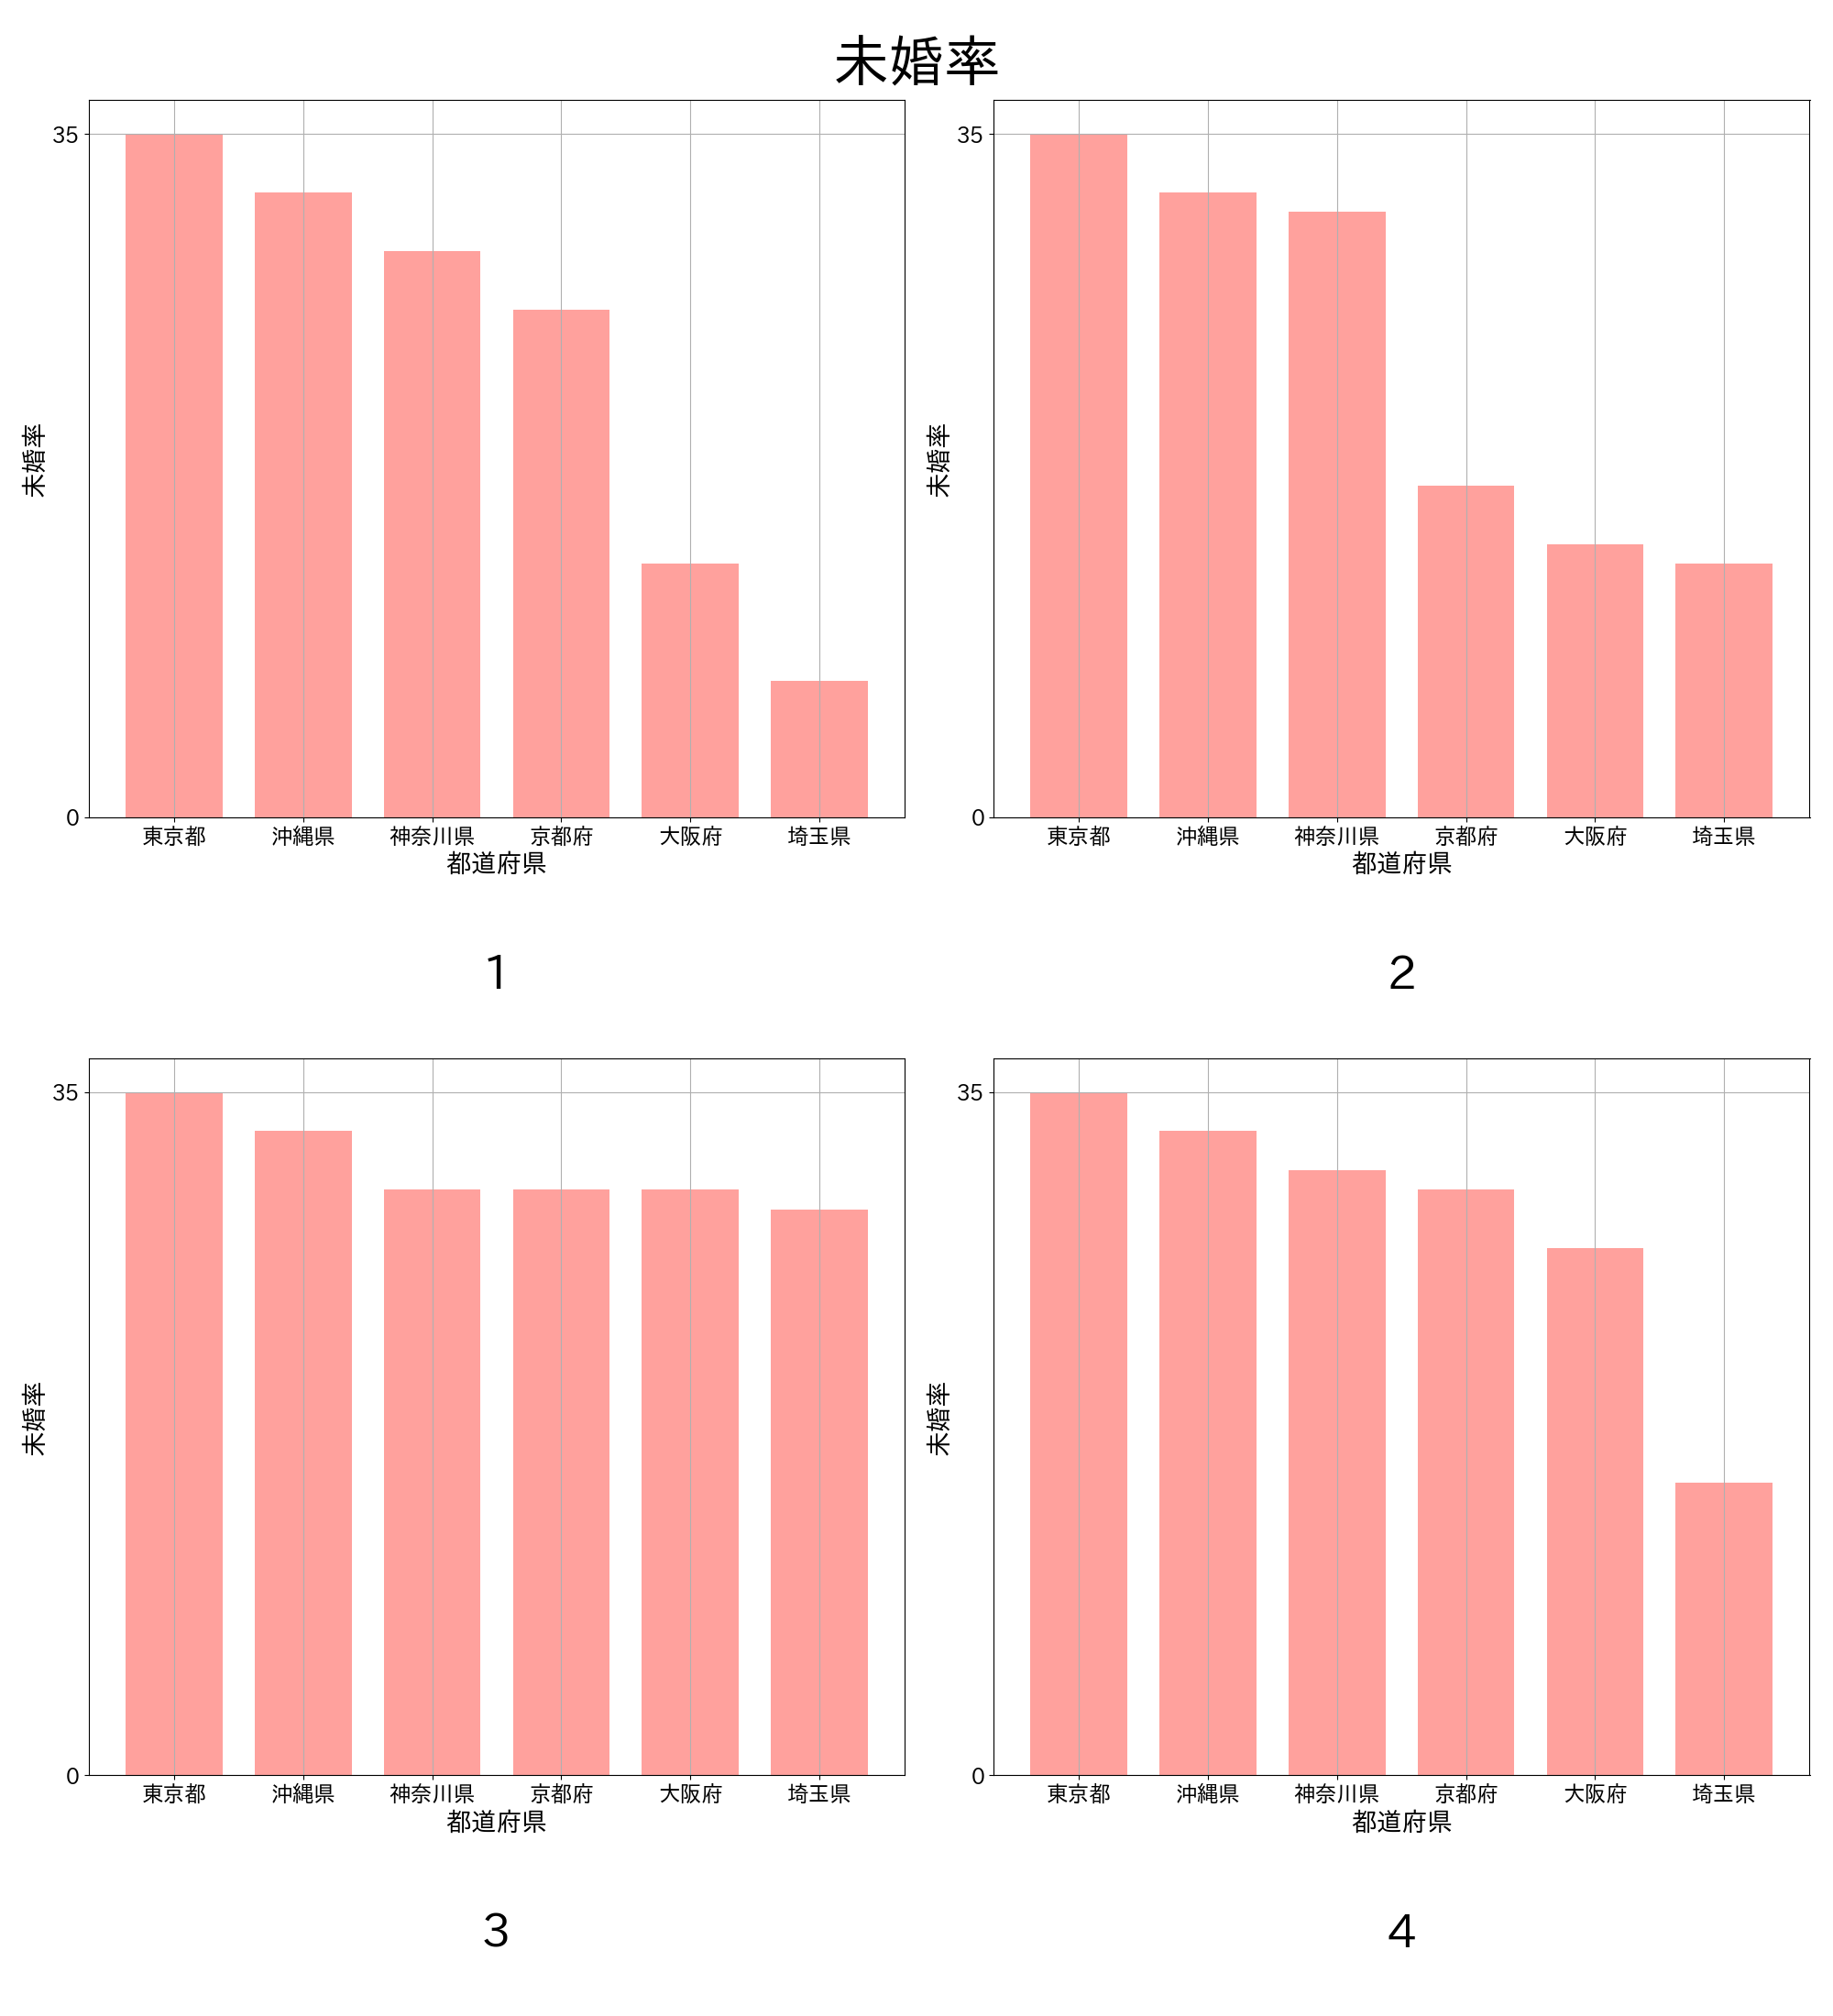 未婚率
35
0
未婚率
東京都 沖縄県 神奈川県 京都府 大阪府 埼玉県
都道府県
1
35
0
未婚率
東京都 沖縄県 神奈川県 京都府 大阪府 埼玉県
都道府県
2
35
0
未婚率
東京都 沖縄県 神奈川県 京都府 大阪府 埼玉県
都道府県
3
35
0
未婚率
東京都 沖縄県 神奈川県 京都府 大阪府 埼玉県
都道府県
4